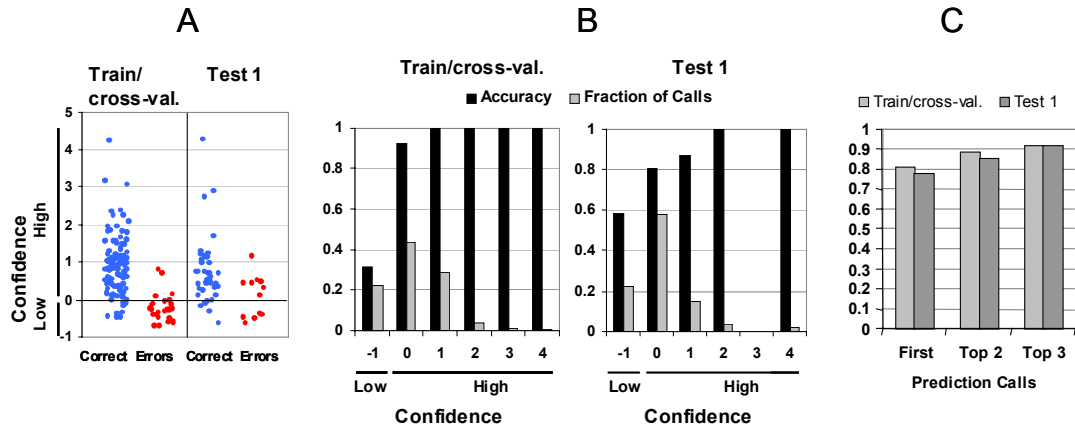 A
B
C
Train/
cross-val.
Test 1
5
4
3
2
1
0
-1
Confidence
Low High
Correct Errors Correct Errors
Train/cross-val.
Test 1
Accuracy Fraction of Calls
1
0.8
0.6
0.4
0.2
0
-1 0 1 2 3 4
Low High
Confidence
1
0.8
0.6
0.4
0.2
0
-1 0 1 2 3 4
Low High
Confidence
Train/cross-val. Test 1
1
0.9
0.8
0.7
0.6
0.5
0.4
0.3
0.2
0.1
0
First Top 2 Top 3
Prediction Calls